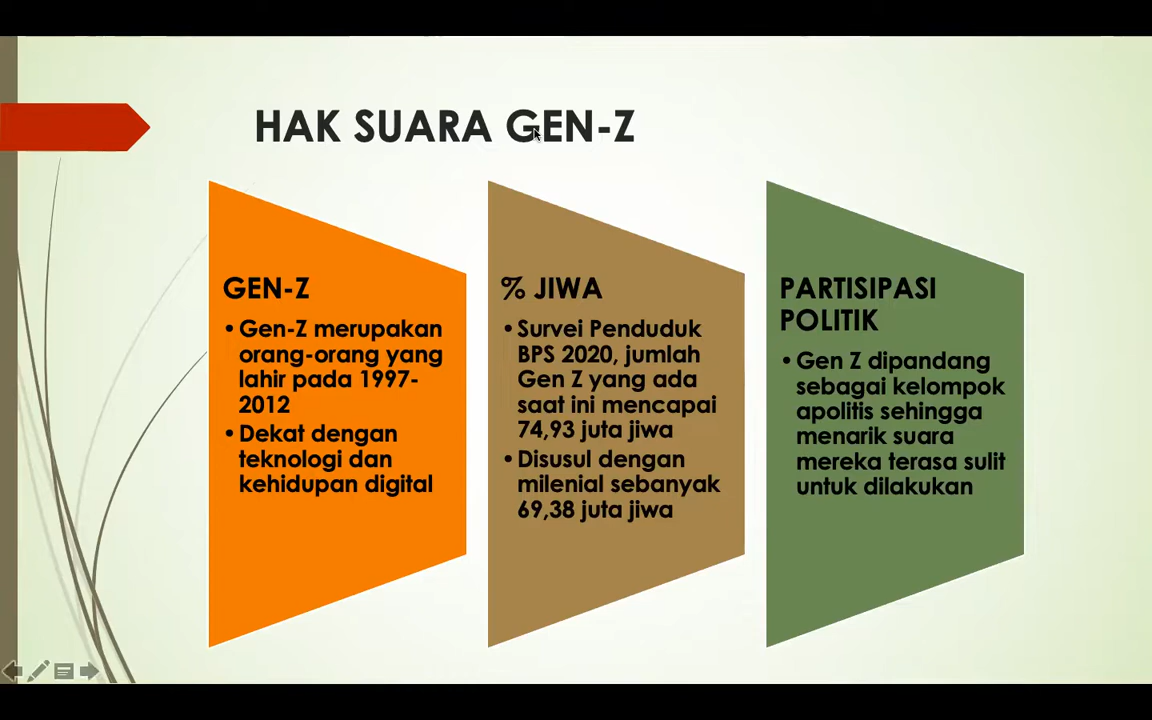 HAK SUARA GEN-Z
GEN-Z
• Gen-Z merupakan
orang-orang yang
lahir pada 1997-
2012
• Dekat dengan
teknologi dan
kehidupan digital
% JIWA
• Survei Penduduk
BPS 2020, jumlah
Gen Z yang ada
saat ini mencapai
74,93 juta jiwa
• Disusul dengan
milenial sebanyak
69,38 juta jiwa
PARTISIPASI
POLITIK
• Gen Z dipandang
sebagai kelompok
apolitis sehingga
menarik suara
mereka terasa sulit
untuk dilakukan